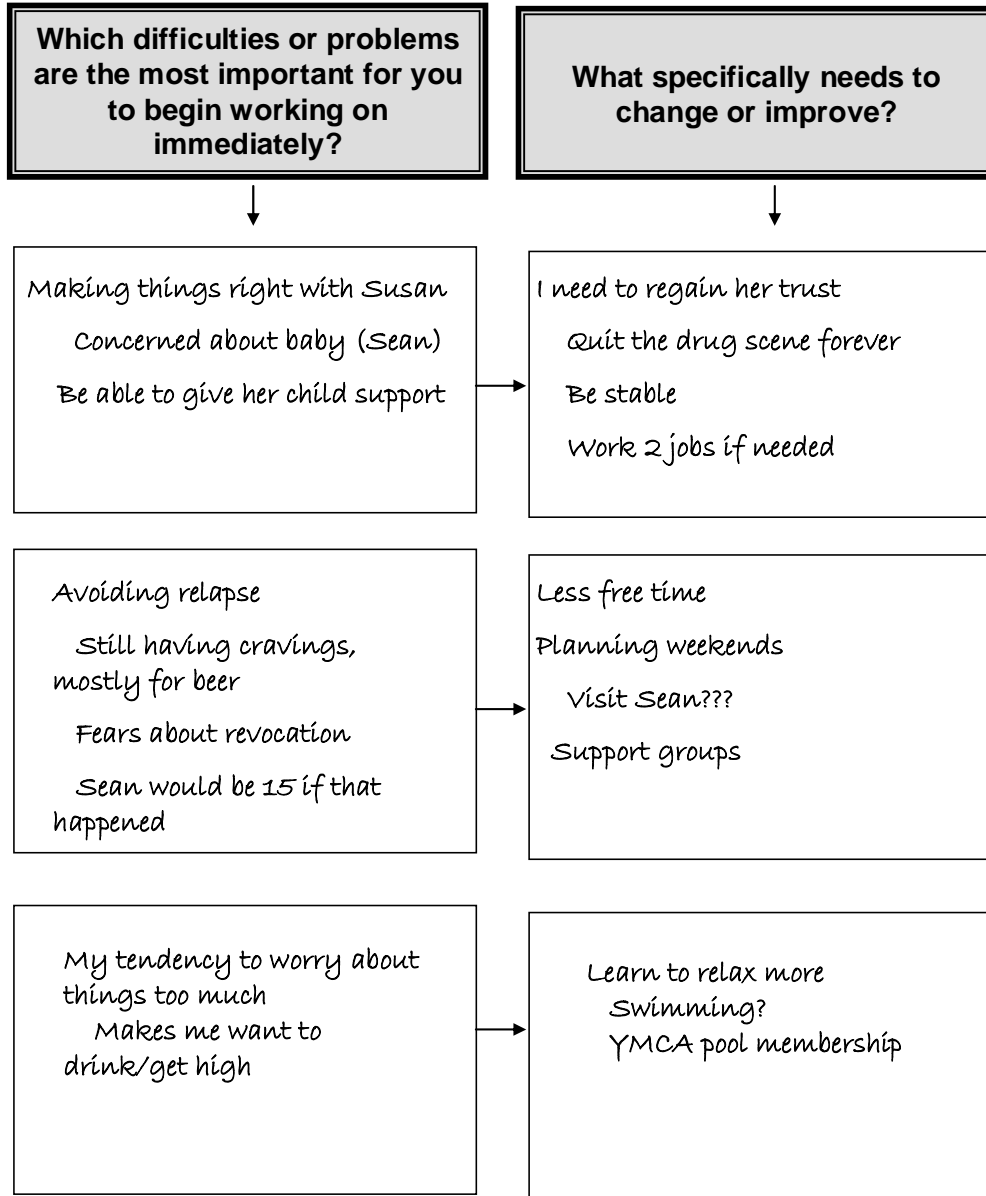 Which difficulties or problems
are the most important for you
to begin working on
immediately?
What specifically needs to
change or improve?
Making things right with Susan
Concerned about baby (Sean)
Be able to give her child support
I need to regain her trust
Quit the drug scene forever
Be stable
Work 2 jobs if needed
Avoiding relapse
Still having cravings,
mostly for beer
Fears about revocation
Sean would be 15 if that
happened
Less free time
Planning weekends
Visit Sean???
Support groups
My tendency to worry about
things too much
Makes me want to
drink/get high
Learn to relax more
Swimming?
YMCA pool membership